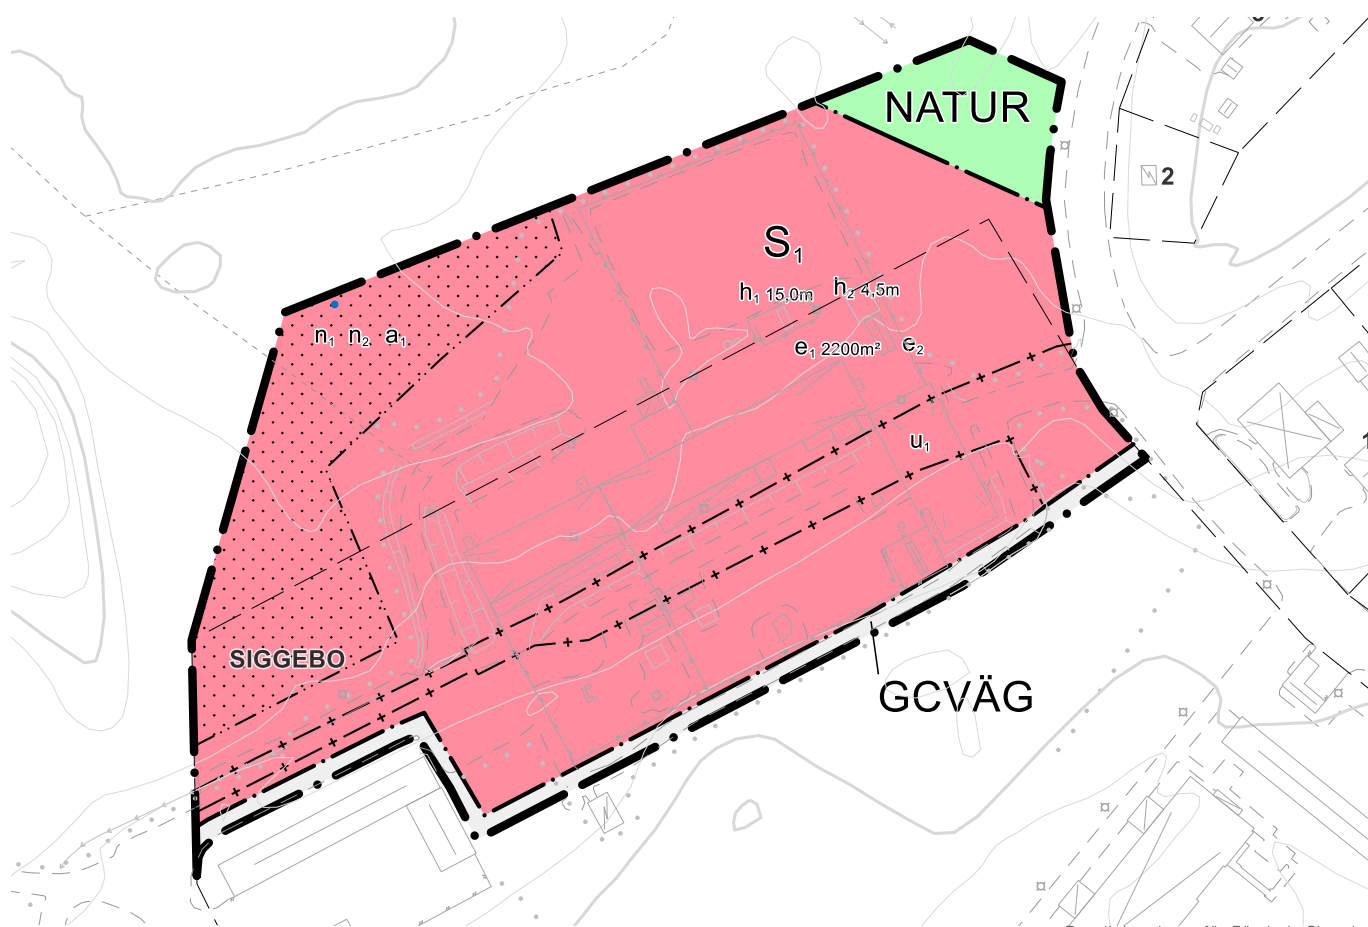 NATUR
2
S₁
h₁ 15,0m h₂ 4,5m
n₁ n₂ a₁
e₁ 2200m² e₂
u₁
SIGGEBO
GCVÄG